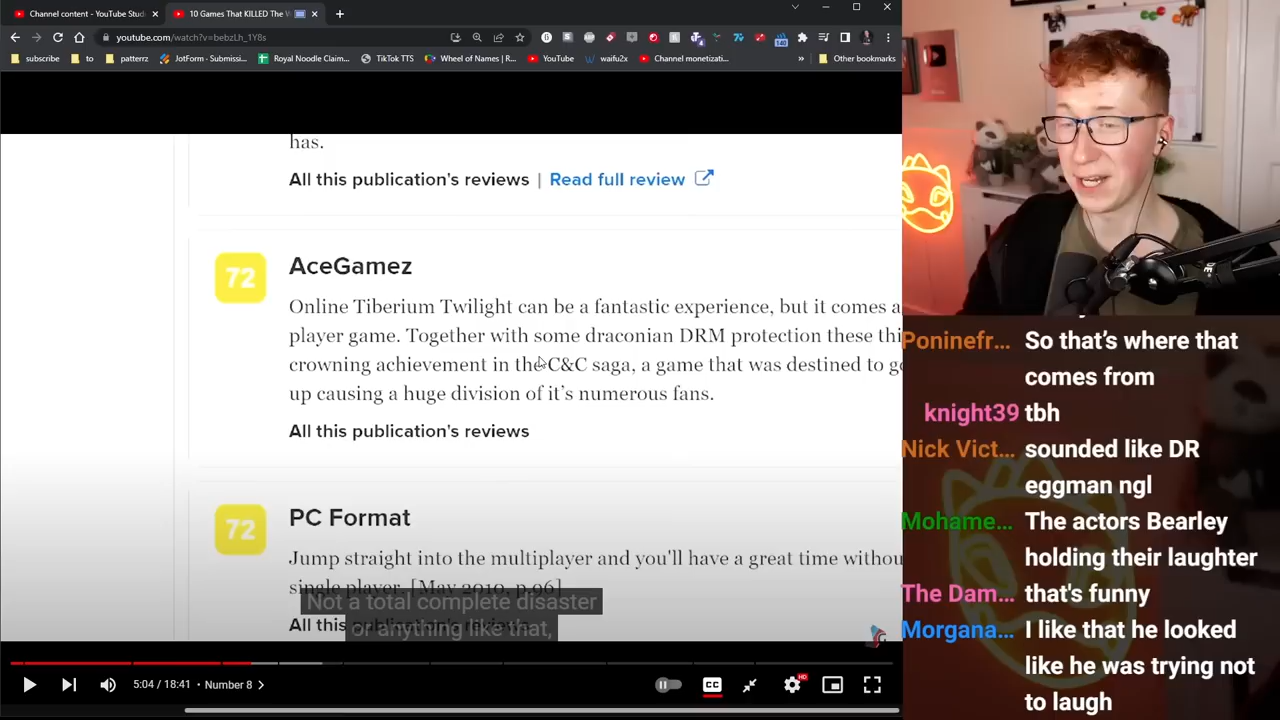 Channel content - YouTube Stud
10 Games That KILLED The
youtube.com/watch?v=bebzLh_1Y8s
subscribe
to
patterrz
JotForm - Submissi...
Royal Noodle Claim...
TikTok TTS
Wheel of Names | R...
YouTube
waifu2x
Channel monetizati...
»
Other bookmarks
has.
All this publication's reviews | Read full review
72 AceGamez
Online Tiberium Twilight can be a fantastic experience, but it comes a
player game. Together with some draconian DRM protection these thi
crowning achievement in the C&C saga, a game that was destined to go
up causing a huge division of it's numerous fans.
All this publication's reviews
72 PC Format
Jump straight into the multiplayer and you'll have a great time withou
single player. [May 2010, p.96]
Not a total complete disaster
or anything like that,
5:04 / 18:41 • Number 8 >
CC
HD
Poninefr... So that's where that
comes from
knight39 tbh
Nick Vict... sounded like DR
eggman ngl
Mohame... The actors Bearley
holding their laughter
The Dam... that's funny
Morgana... I like that he looked
like he was trying not
to laugh